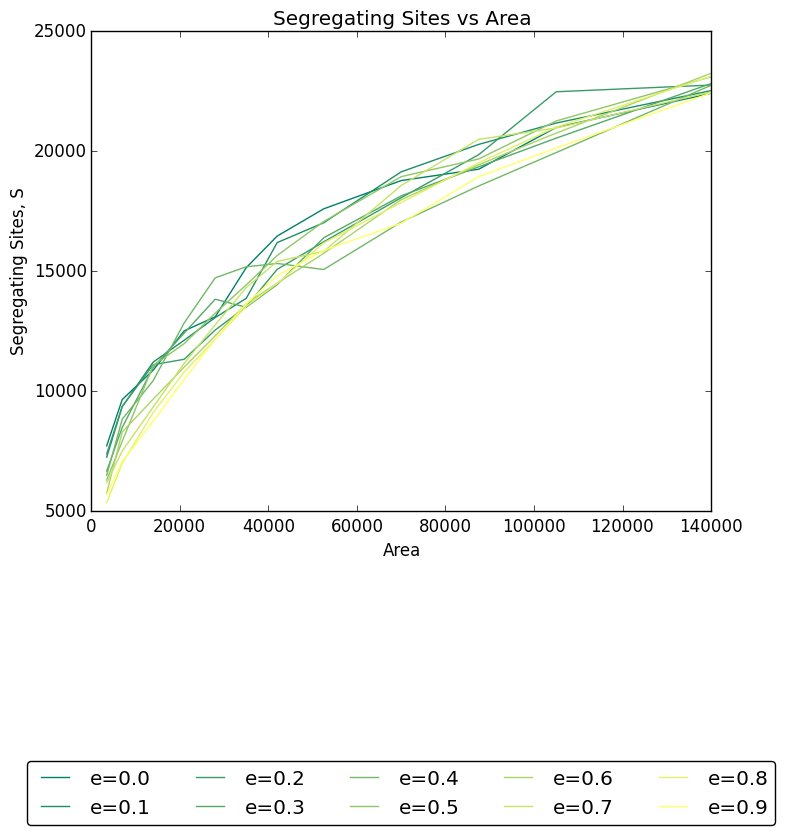 Segregating Sites vs Area
25000
20000
15000
10000
5000
Segregating Sites, S
0 20000 40000 60000 80000 100000 120000 140000
Area
e=0.0 e=0.2 e=0.4 e=0.6 e=0.8
e=0.1 e=0.3 e=0.5 e=0.7 e=0.9